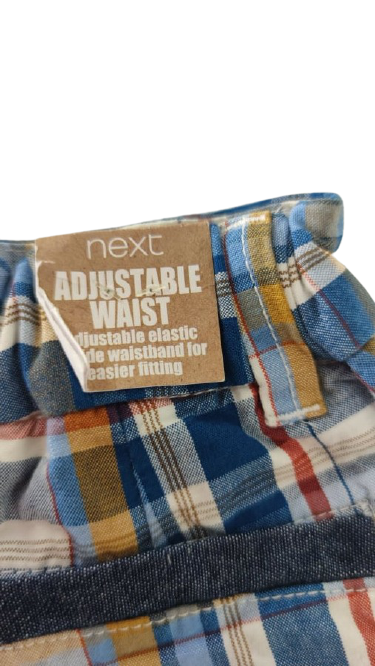 next
ADJUSTABLE
WAIST
djustable elastic
de waistband for
easier fitting